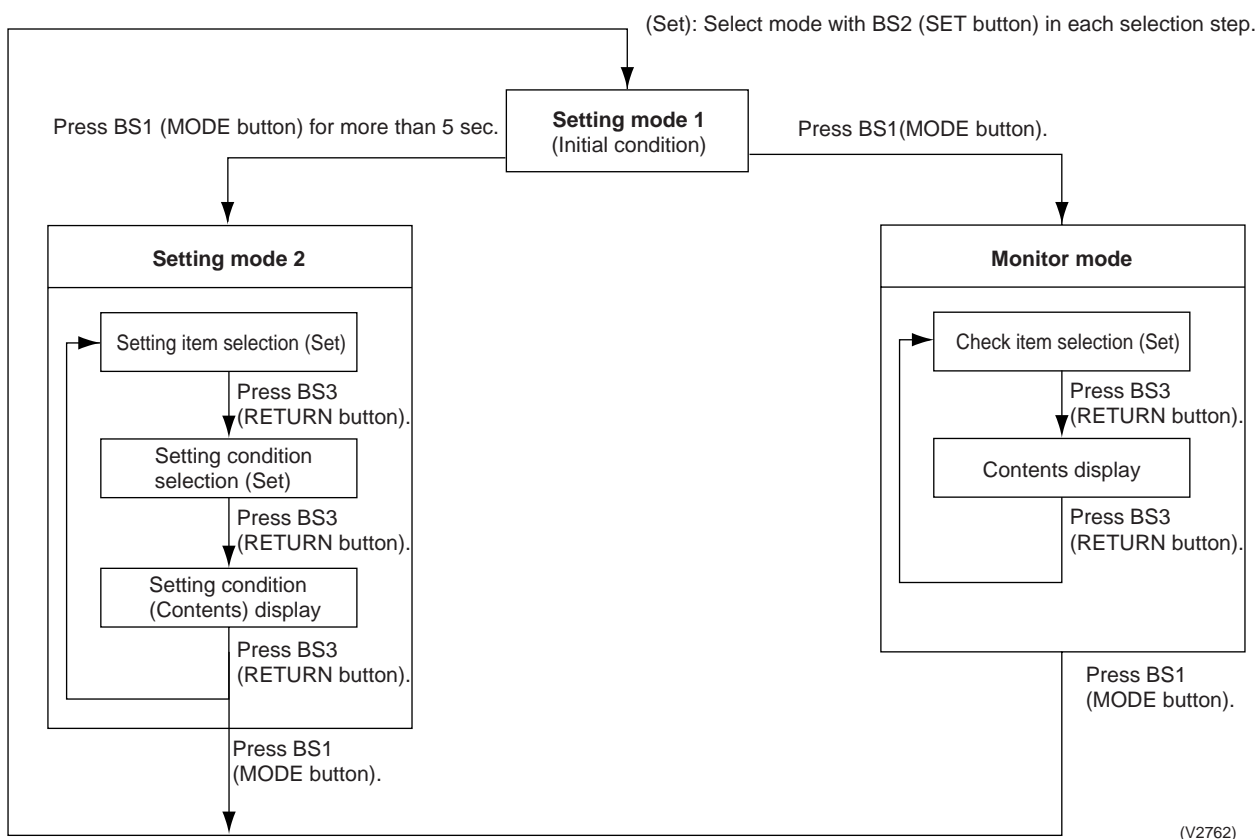 (Set): Select mode with BS2 (SET button) in each selection step.
Setting mode 1
(Initial condition)
Press BS1 (MODE button) for more than 5 sec.
Press BS1(MODE button).
Setting mode 2
Setting item selection (Set)
Press BS3
(RETURN button).
Setting condition
selection (Set)
Press BS3
(RETURN button).
Setting condition
(Contents) display
Press BS3
(RETURN button).
Press BS1
(MODE button).
Monitor mode
Check item selection (Set)
Press BS3
(RETURN button).
Contents display
Press BS3
(RETURN button).
Press BS1
(MODE button).
(V2762)